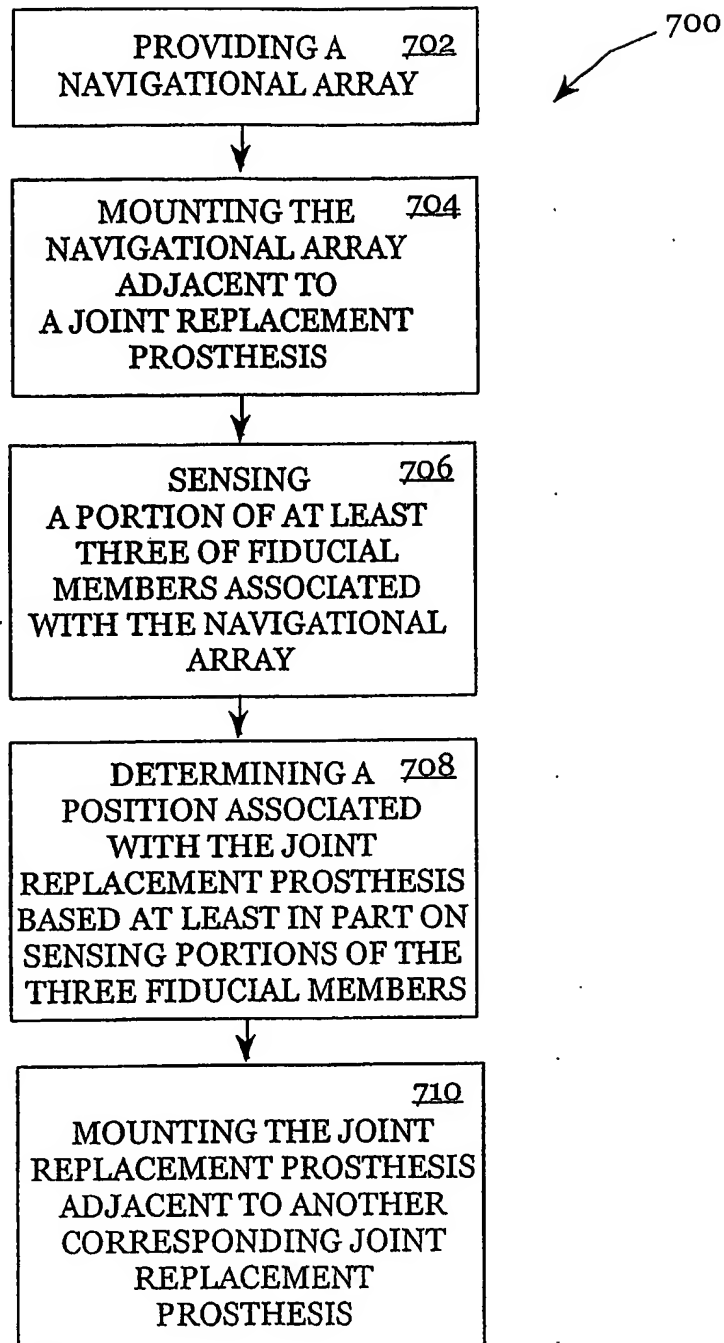 700
PROVIDING A 702
NAVIGATIONAL ARRAY
MOUNTING THE 704
NAVIGATIONAL ARRAY
ADJACENT TO
A JOINT REPLACEMENT
PROSTHESIS
SENSING 706
A PORTION OF AT LEAST
THREE OF FIDUCIAL
MEMBERS ASSOCIATED
WITH THE NAVIGATIONAL
ARRAY
DETERMINING A 708
POSITION ASSOCIATED
WITH THE JOINT
REPLACEMENT PROSTHESIS
BASED AT LEAST IN PART ON
SENSING PORTIONS OF THE
THREE FIDUCIAL MEMBERS
710
MOUNTING THE JOINT
REPLACEMENT PROSTHESIS
ADJACENT TO ANOTHER
CORRESPONDING JOINT
REPLACEMENT
PROSTHESIS